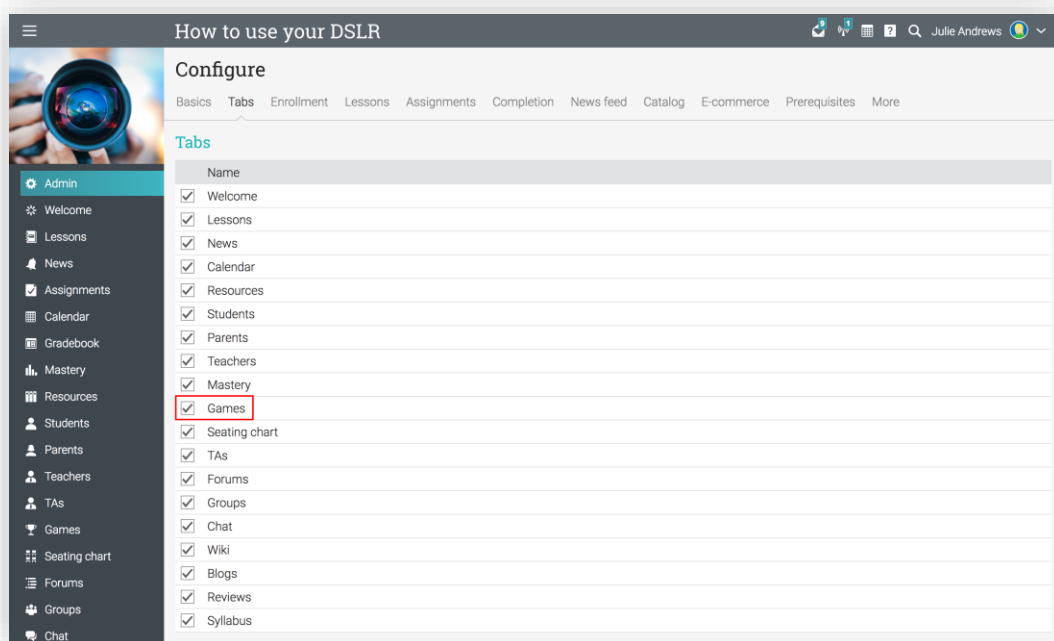 How to use your DSLR
9
1
?
Julie Andrews
Configure
Basics Tabs Enrollment Lessons Assignments Completion News feed Catalog E-commerce Prerequisites More
Tabs
Name
Welcome
Lessons
News
Calendar
Resources
Students
Parents
Teachers
Mastery
Games
Seating chart
TAs
Forums
Groups
Chat
Wiki
Blogs
Reviews
Syllabus
Admin
Welcome
Lessons
News
Assignments
Calendar
Gradebook
Mastery
Resources
Students
Parents
Teachers
TAs
Games
Seating chart
Forums
Groups
Chat